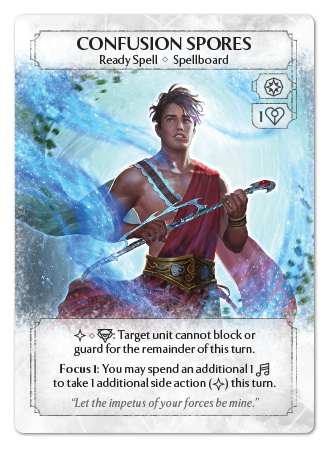 CONFUSION SPORES
Ready Spell ◇ Spellboard
1
: Target unit cannot block or
guard for the remainder of this turn.
Focus 1: You may spend an additional 1
to take 1 additional side action ( ) this turn.
“Let the impetus of your forces be mine.”